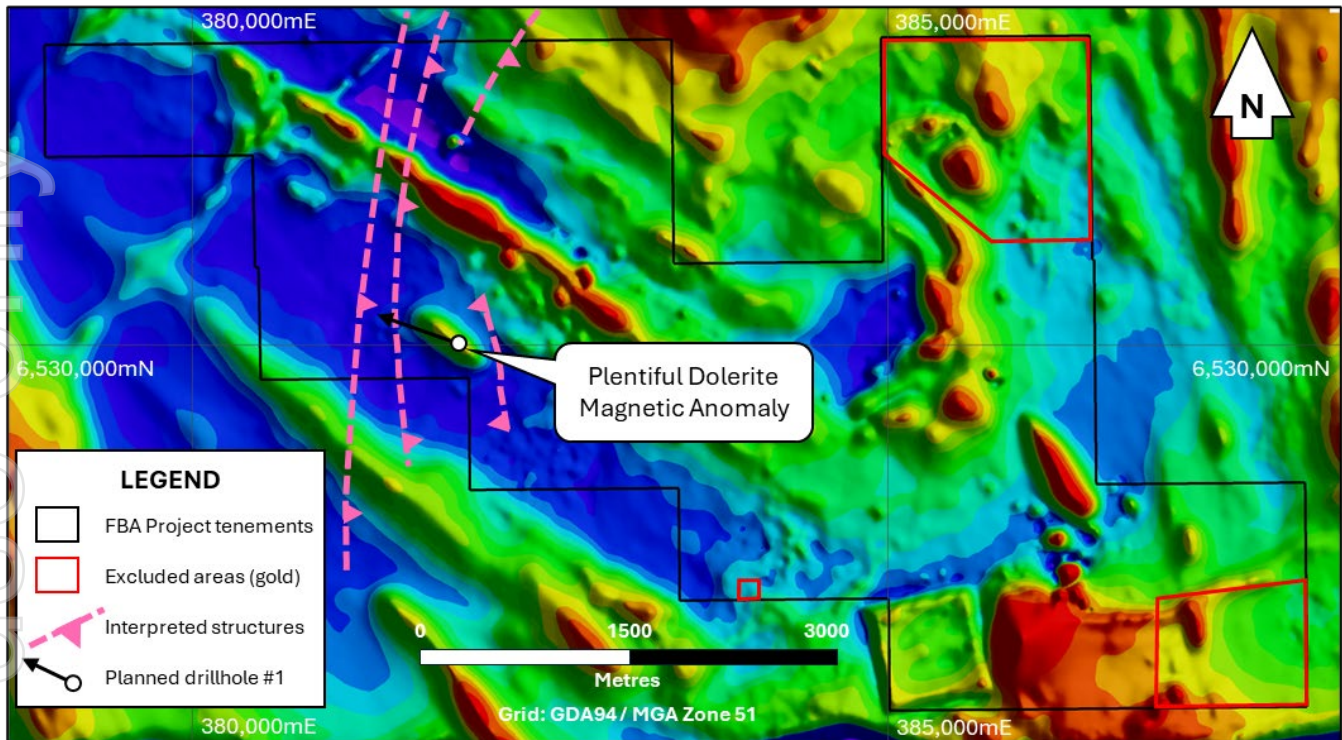 380,000mE
385,000mE
N
6,530,000mN
6,530,000mN
Plentiful Dolerite
Magnetic Anomaly
LEGEND
FBA Project tenements
Excluded areas (gold)
Interpreted structures
Planned drillhole #1
0
1500
3000
Metres
Grid: GDA94 / MGA Zone 51
380,000mE
385,000mE